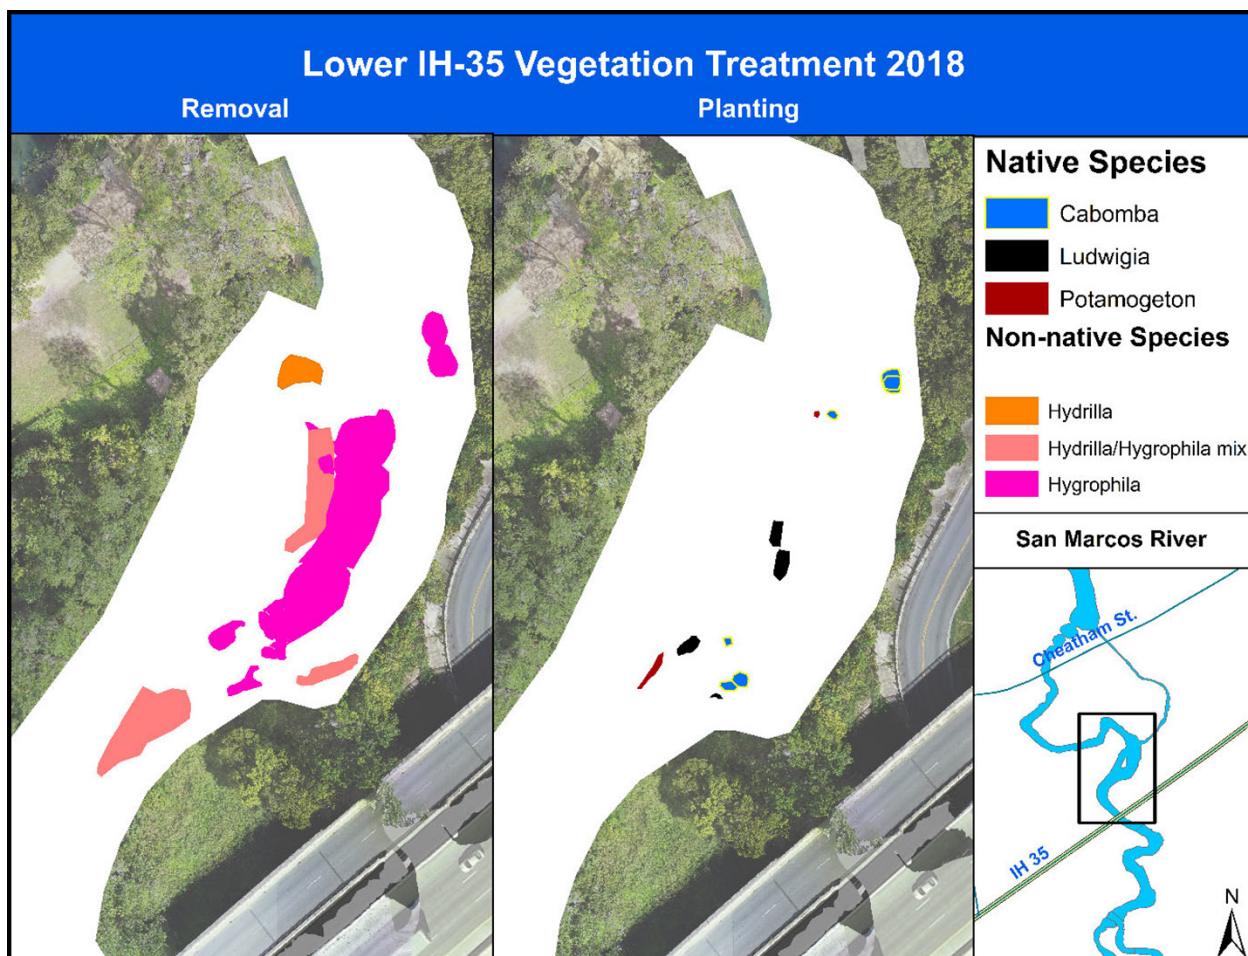 Lower IH-35 Vegetation Treatment 2018
Removal
Planting
Native Species
Cabomba
Ludwigia
Potamogeton
Non-native Species
Hydrilla
Hydrilla/Hygrophila mix
Hygrophila
San Marcos River
Cheatham St.
IH 35
N